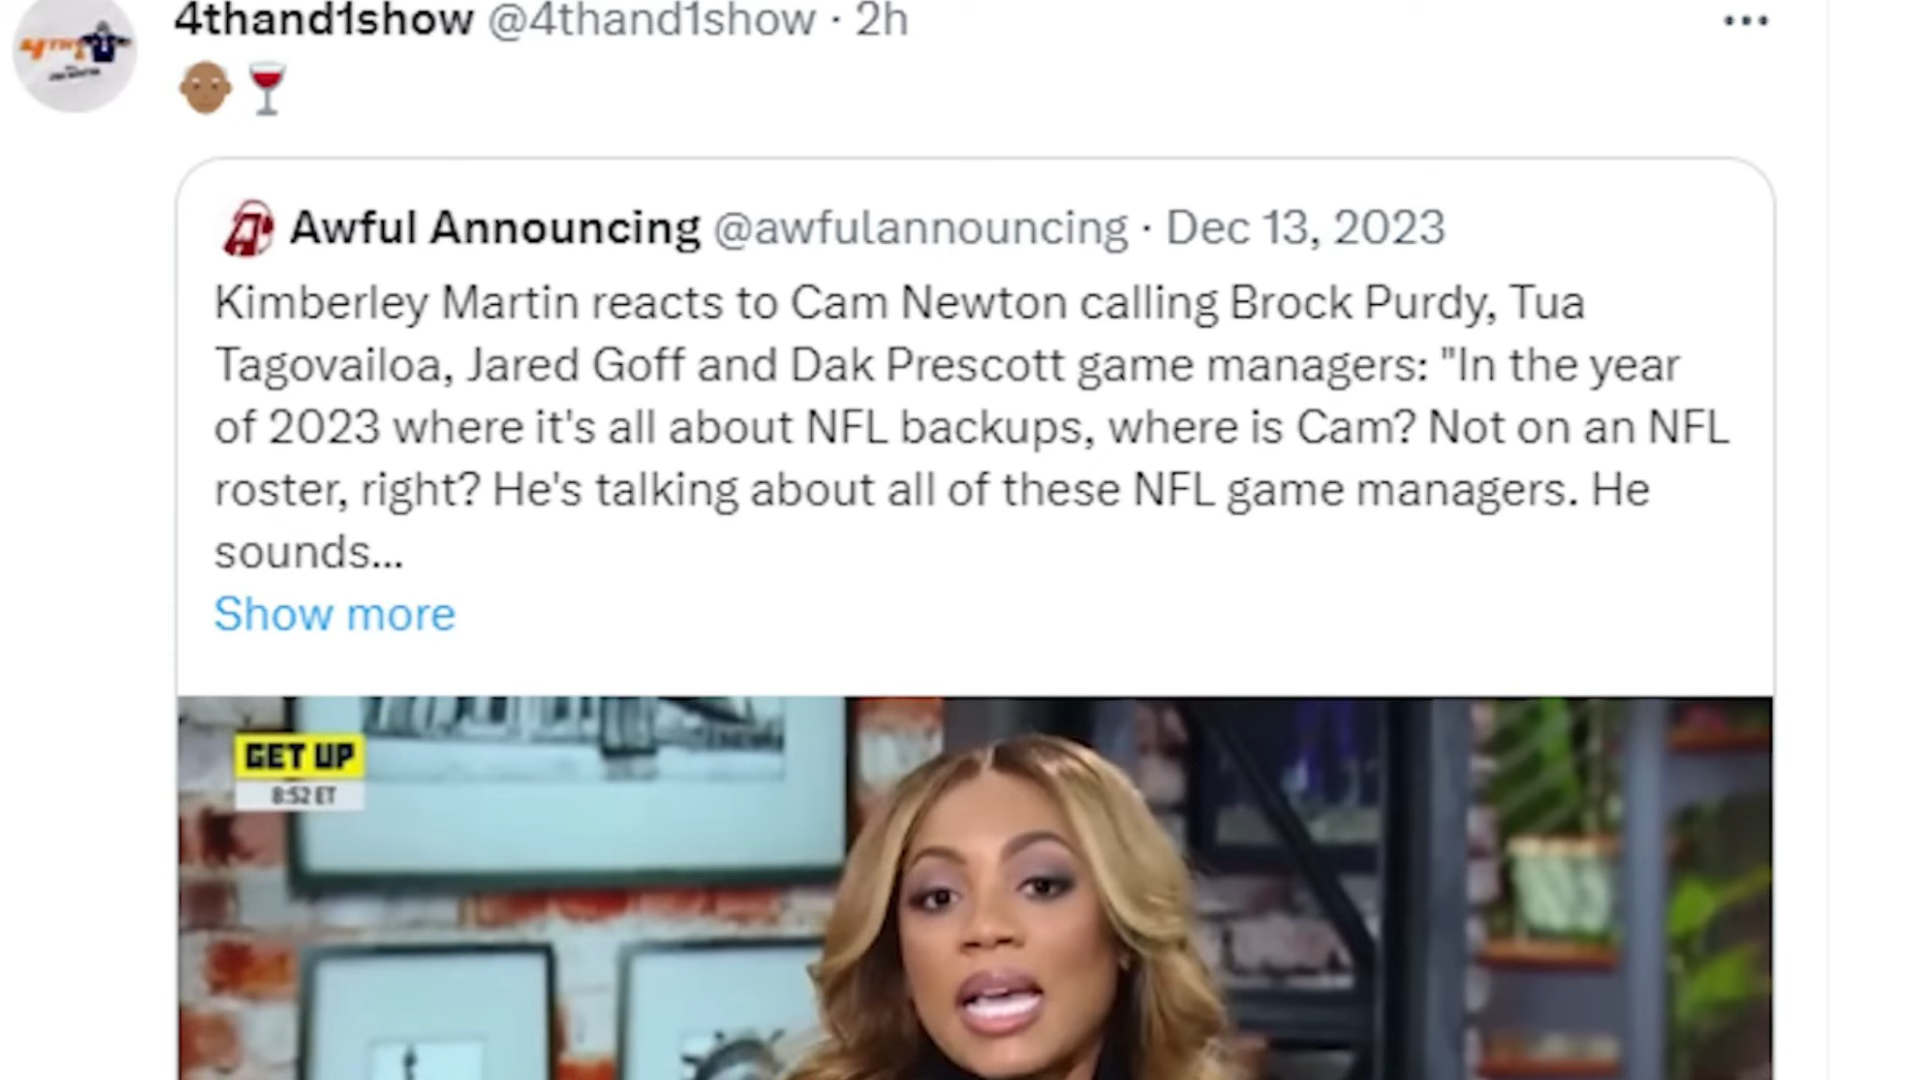 4thand1show @4thand1show · 2h
👴🏽🍷
Awful Announcing @awfulannouncing · Dec 13, 2023
Kimberley Martin reacts to Cam Newton calling Brock Purdy, Tua
Tagovailoa, Jared Goff and Dak Prescott game managers: "In the year
of 2023 where it's all about NFL backups, where is Cam? Not on an NFL
roster, right? He's talking about all of these NFL game managers. He
sounds...
Show more
GET UP
8:52 ET